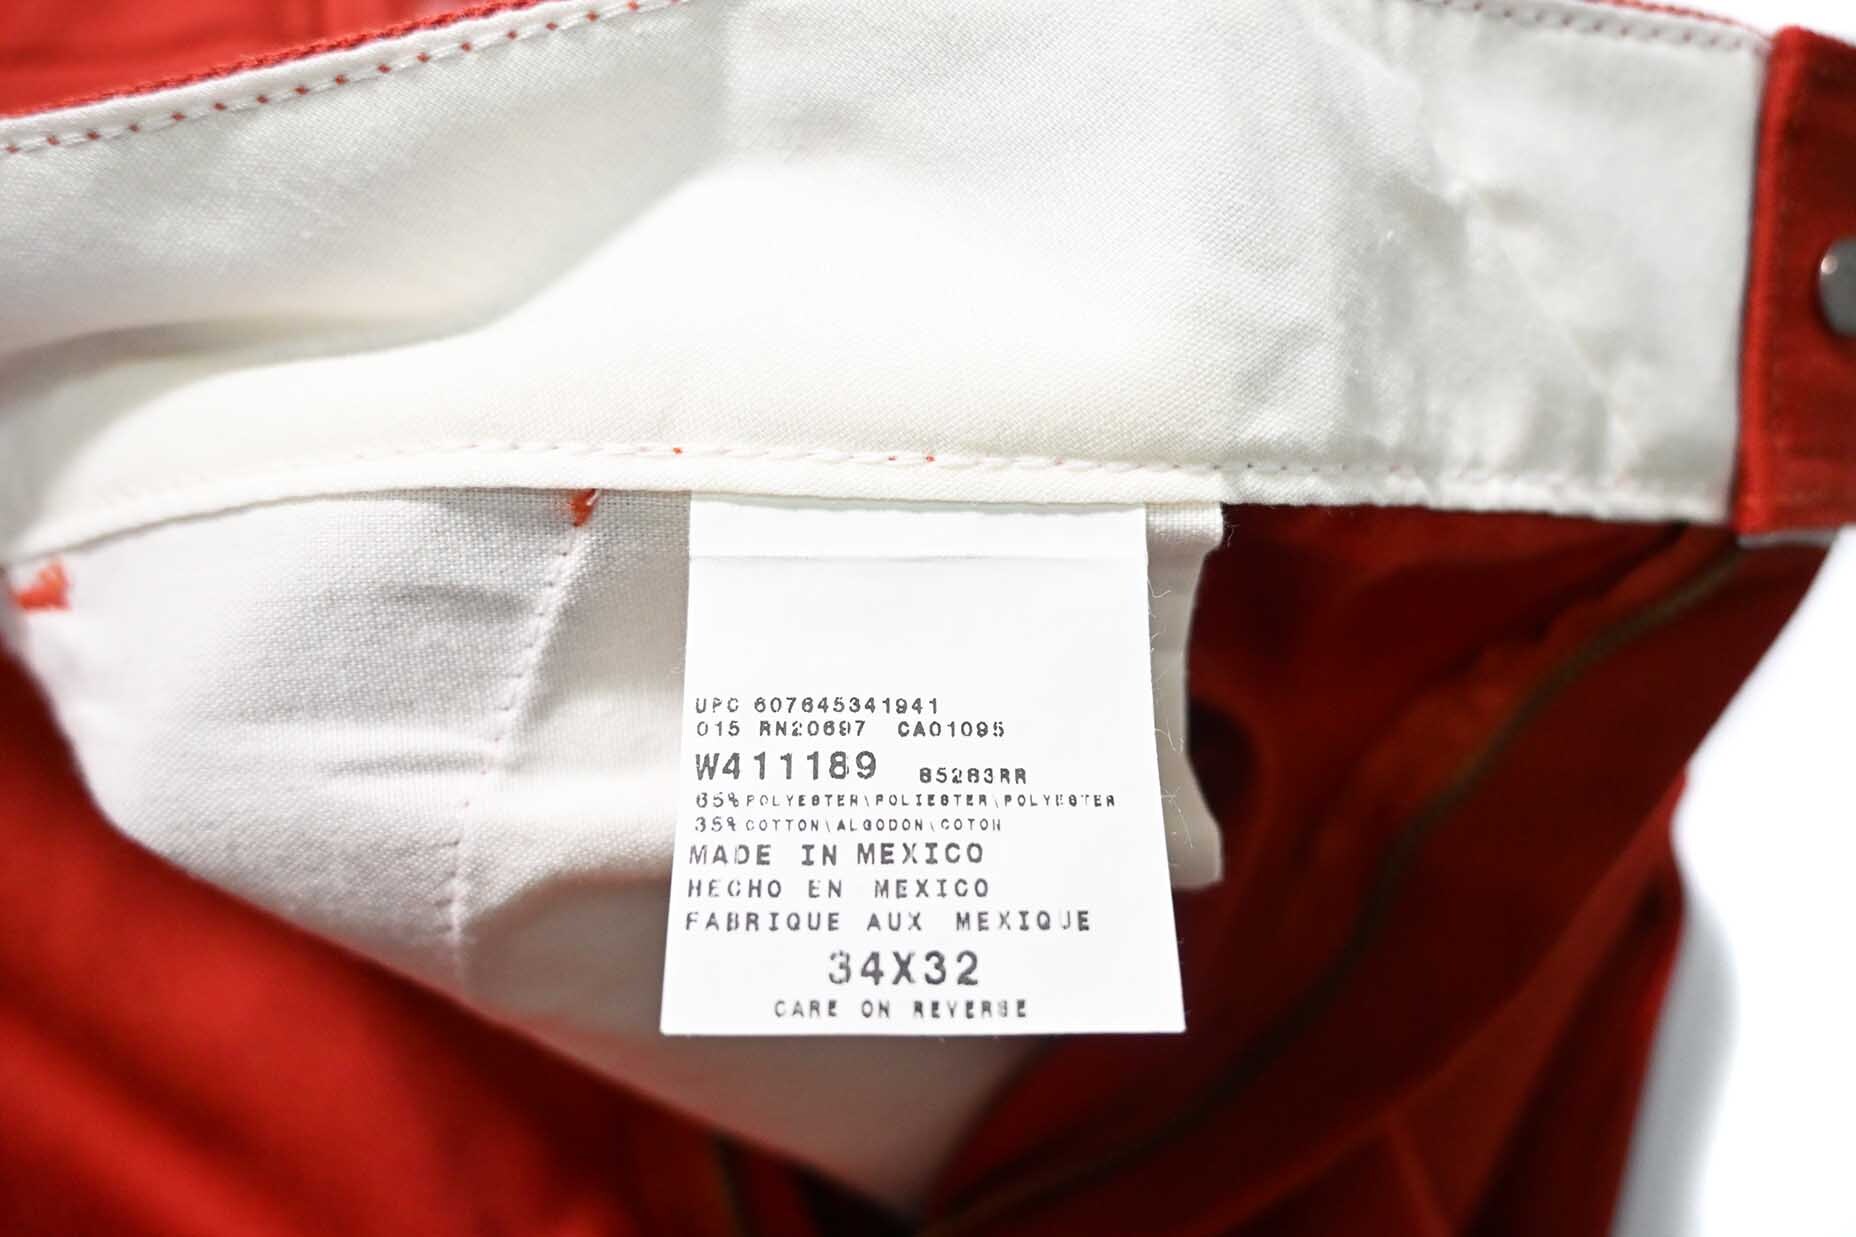 UPC 607645341941
015 RN20697 CA01095
W411189 85283RR
65% POLYESTER\POLIESTER\POLYESTER
35% COTTON\ALGODON\COTON
MADE IN MEXICO
HECHO EN MEXICO
FABRIQUE AUX MEXIQUE
34X32
CARE ON REVERSE